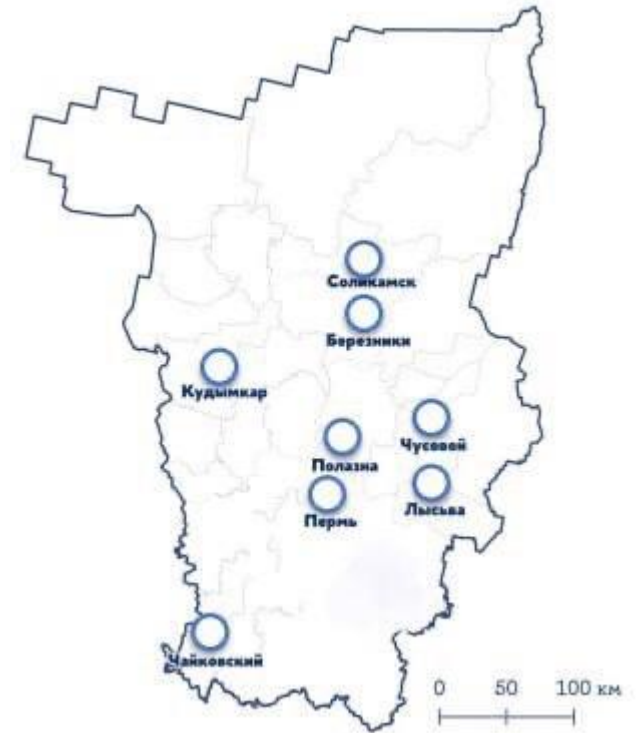 Соликамск
Березники
Кудымкар
Чусовой
Полазна
Лысьва
Пермь
Чайковский
0 50 100 км